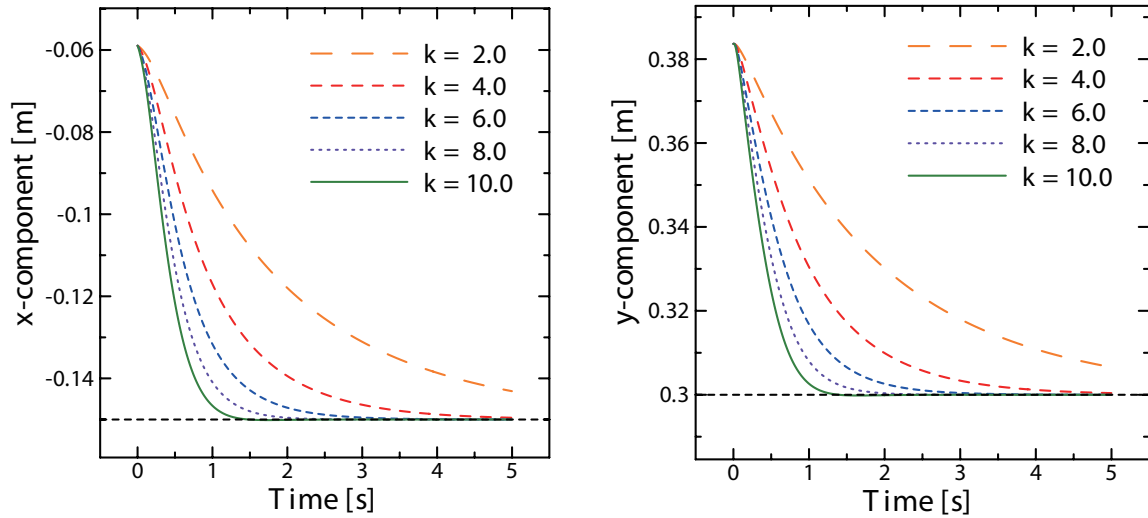 x-component [m]
-0.06
-0.08
-0.1
-0.12
-0.14
k = 2.0
k = 4.0
k = 6.0
k = 8.0
k = 10.0
0 1 2 3 4 5
Time [s]
y-component [m]
0.38
0.36
0.34
0.32
0.3
k = 2.0
k = 4.0
k = 6.0
k = 8.0
k = 10.0
0 1 2 3 4 5
Time [s]